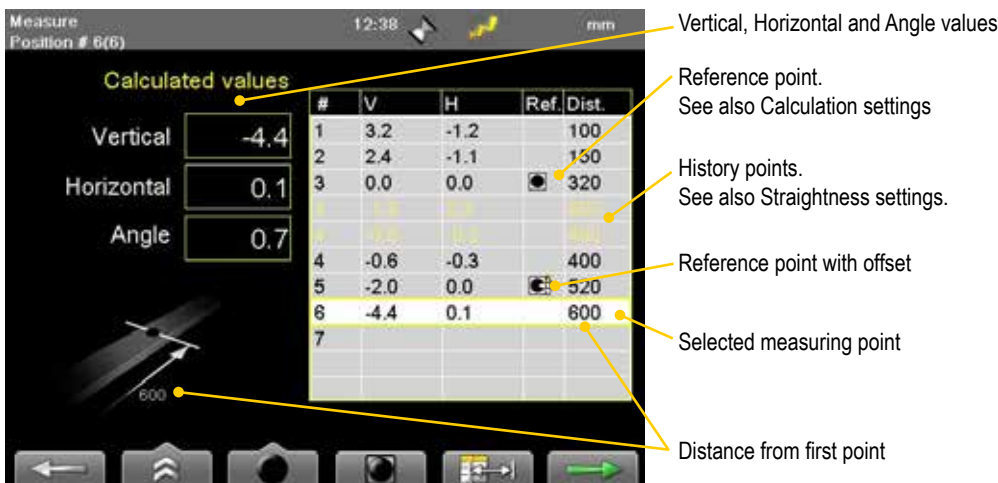 Measure
Position # 6(6)
12:38
mm
Calculated values
Vertical -4.4
Horizontal 0.1
Angle 0.7
# V H Ref. Dist.
1 3.2 -1.2 100
2 2.4 -1.1 150
3 0.0 0.0 320
4 -0.6 -0.3 400
5 -2.0 0.0 520
6 -4.4 0.1 600
7
600
Vertical, Horizontal and Angle values
Reference point.
See also Calculation settings
History points.
See also Straightness settings.
Reference point with offset
Selected measuring point
Distance from first point